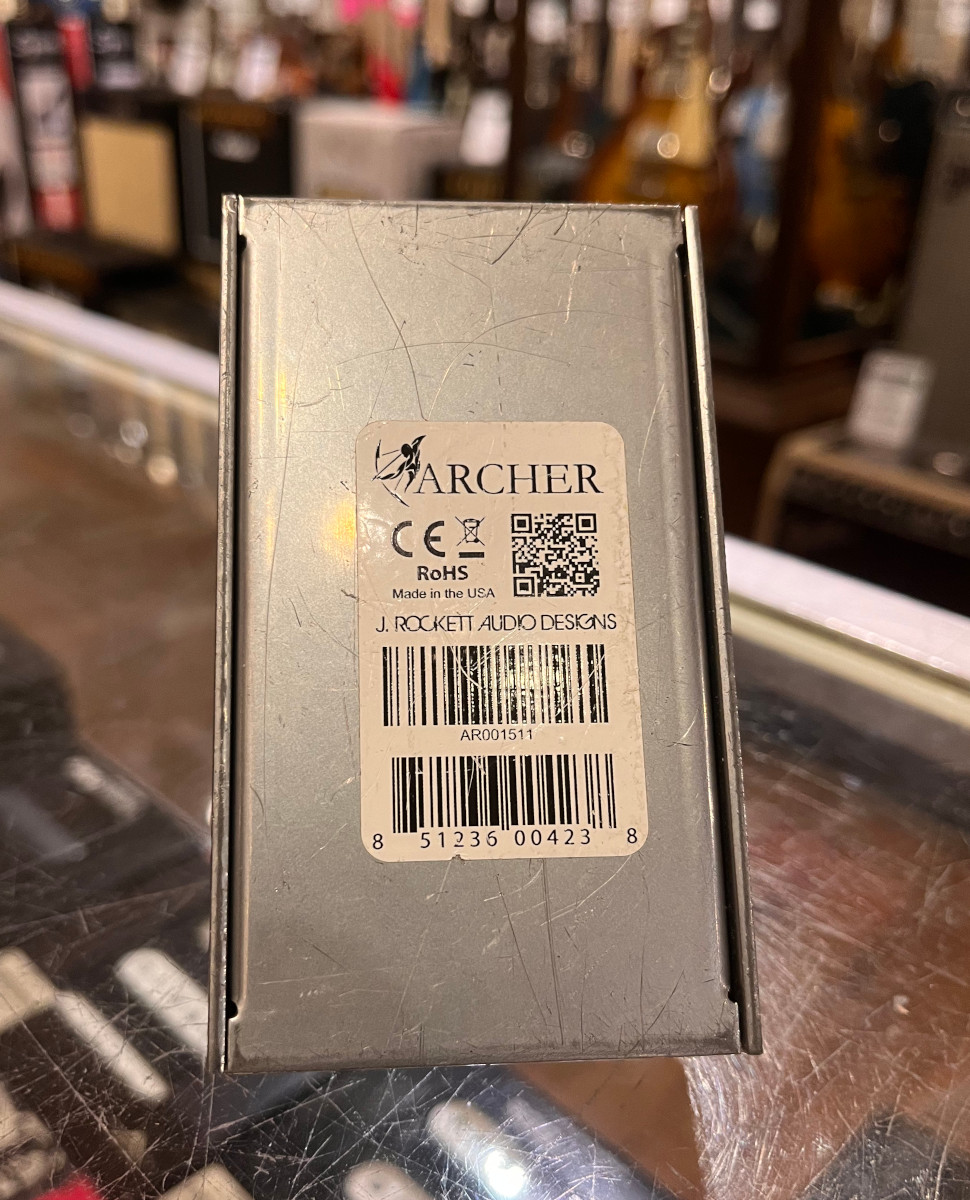 ARCHER
CE
RoHS
Made in the USA
J. ROCKETT AUDIO DESIGNS
AR001511
8 51236 00423 8